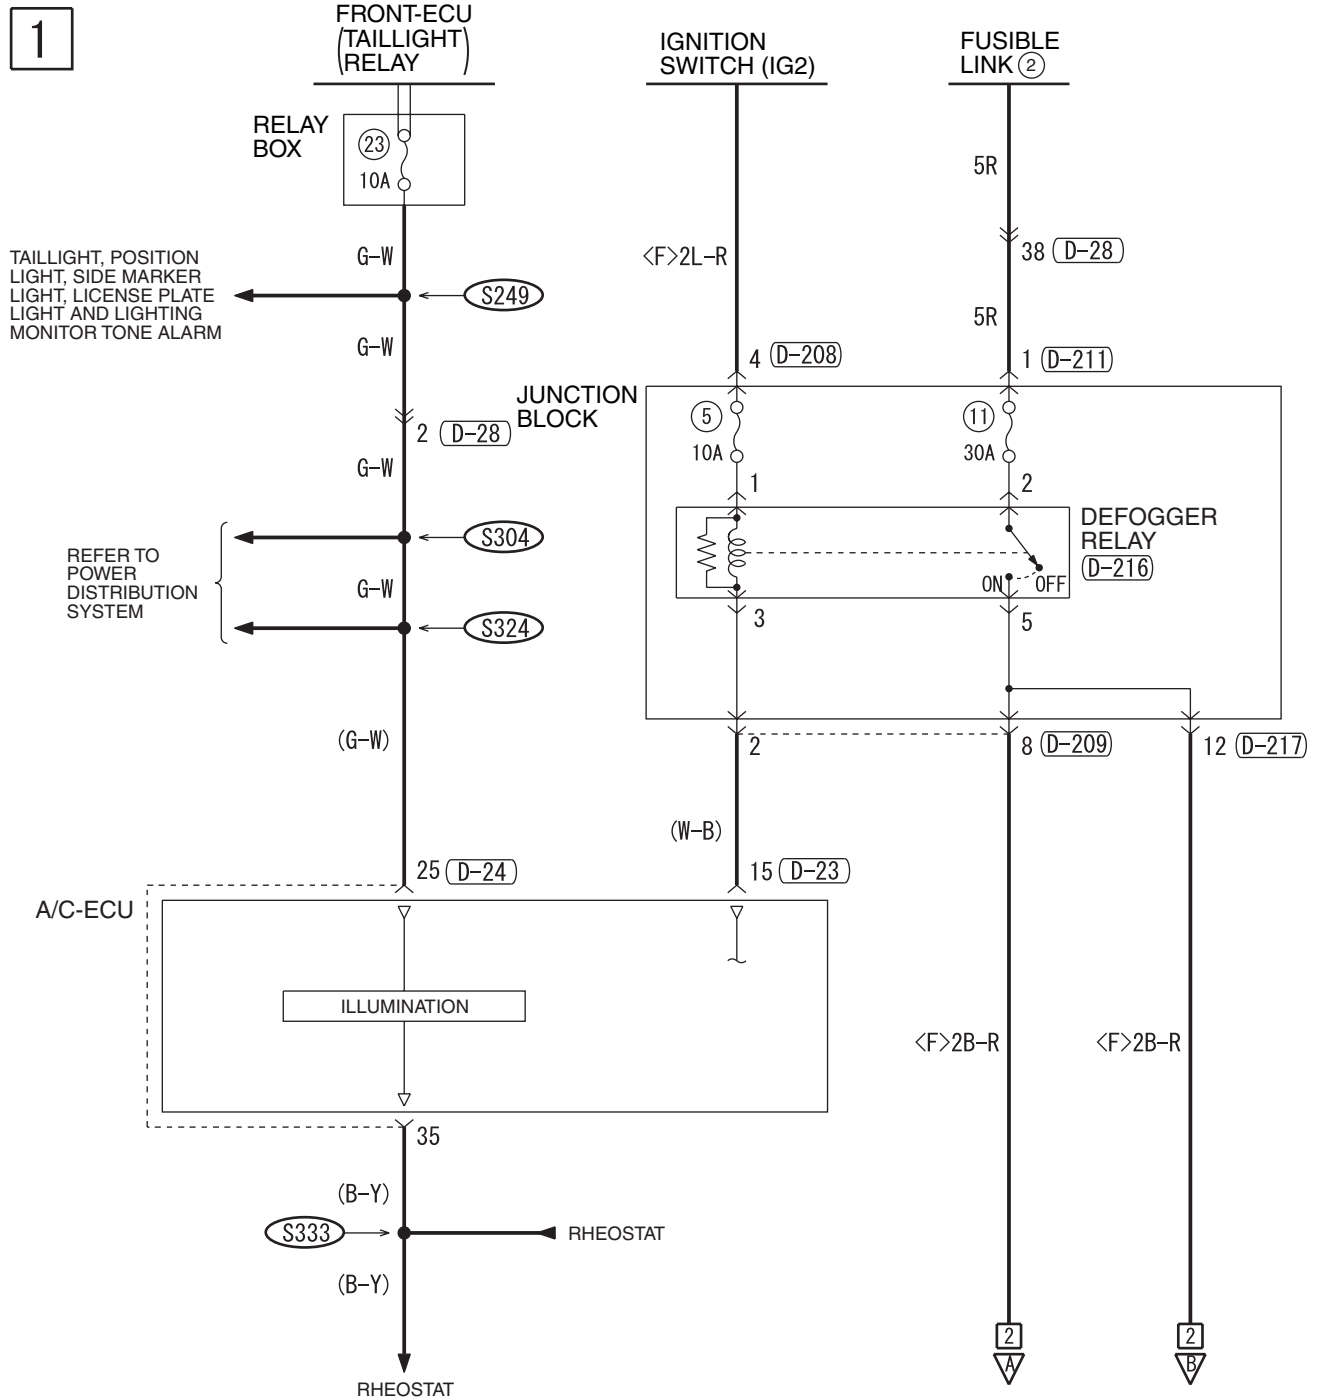 1
FRONT-ECU
(TAILLIGHT)
RELAY
IGNITION
SWITCH (IG2)
FUSIBLE
LINK 2
RELAY
BOX
23
10A
5R
TAILLIGHT, POSITION
LIGHT, SIDE MARKER
LIGHT, LICENSE PLATE
LIGHT AND LIGHTING
MONITOR TONE ALARM
G-W
<F>2L-R
38 D-28
S249
5R
G-W
4 D-208
1 D-211
JUNCTION
BLOCK
2 D-28
5
10A
11
30A
G-W
1
2
S304
DEFOGGER
RELAY
D-216
REFER TO
POWER
DISTRIBUTION
SYSTEM
G-W
ON
OFF
S324
3
5
(G-W)
2
8 D-209
12 D-217
(W-B)
25 D-24
15 D-23
A/C-ECU
ILLUMINATION
<F>2B-R
<F>2B-R
35
(B-Y)
S333
RHEOSTAT
(B-Y)
2
A
2
B
RHEOSTAT